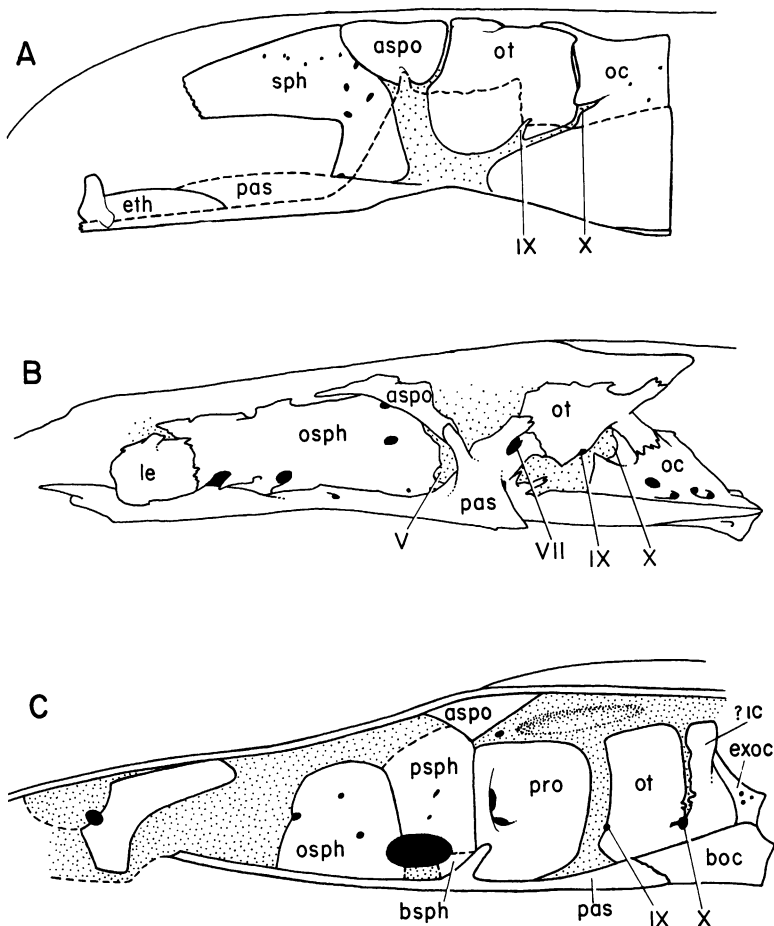 A
sph
aspo
ot
oc
pas
eth
IX
X
B
aspo
ot
osph
le
oc
pas
V
VII
IX
X
C
aspo
?ic
exoc
psph
pro
ot
osph
boc
bsph
pas
IX
X